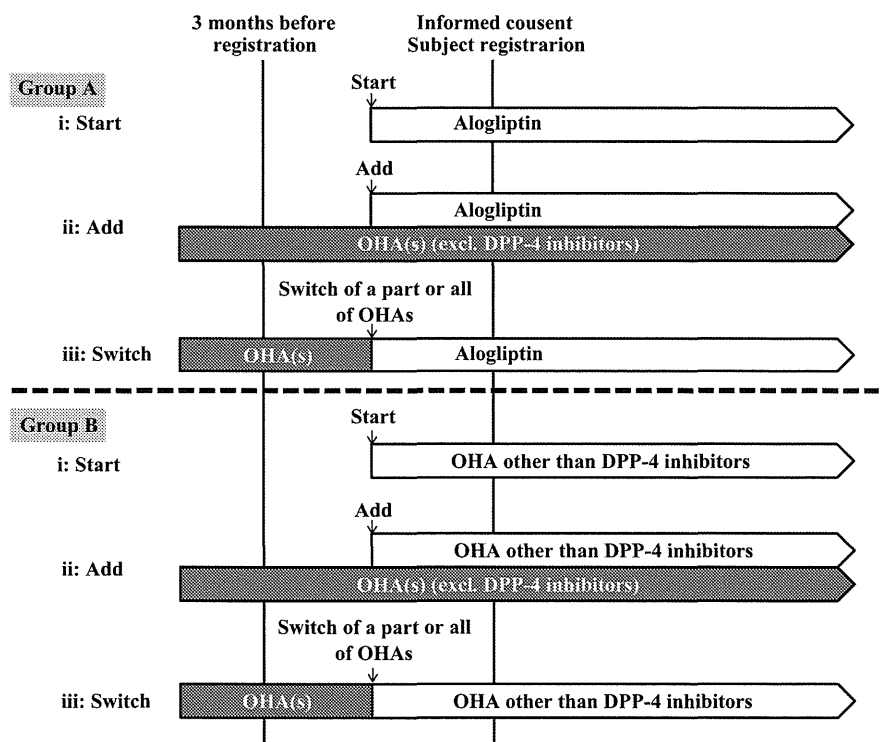 3 months before
registration
Informed cousent
Subject registrarion
Group A
Start
i: Start
Alogliptin
Add
Alogliptin
ii: Add
OHA(s) (excl. DPP-4 inhibitors)
Switch of a part or all
of OHAs
iii: Switch
OHA(s)
Alogliptin
Group B
Start
i: Start
OHA other than DPP-4 inhibitors
Add
OHA other than DPP-4 inhibitors
ii: Add
OHA(s) (excl. DPP-4 inhibitors)
Switch of a part or all
of OHAs
iii: Switch
OHA(s)
OHA other than DPP-4 inhibitors